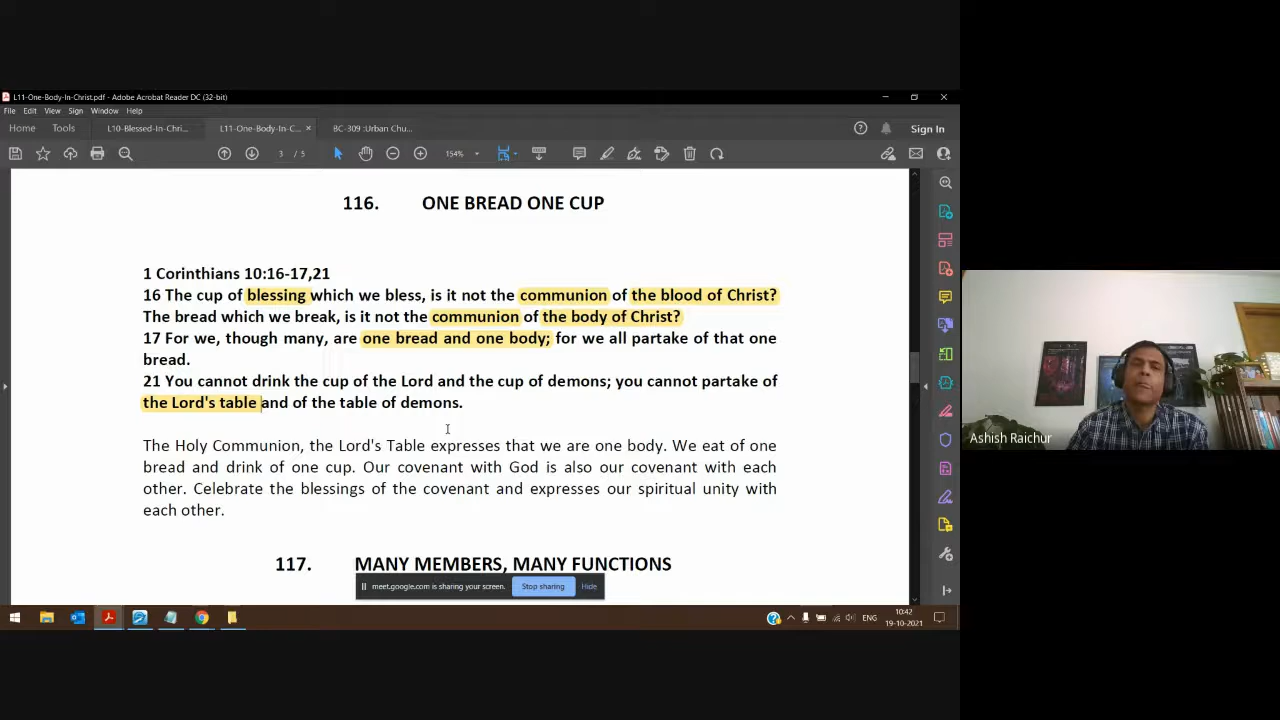 L11-One-Body-In-Christ.pdf - Adobe Acrobat Reader DC (32-bit)
File Edit View Sign Window Help
Home Tools L10-Blessed-In-Chri... L11-One-Body-In-C... × BC-309 :Urban Chu... Sign In
3 / 5 154%
116. ONE BREAD ONE CUP
1 Corinthians 10:16-17,21
16 The cup of blessing which we bless, is it not the communion of the blood of Christ?
The bread which we break, is it not the communion of the body of Christ?
17 For we, though many, are one bread and one body; for we all partake of that one
bread.
21 You cannot drink the cup of the Lord and the cup of demons; you cannot partake of
the Lord's table and of the table of demons.
The Holy Communion, the Lord's Table expresses that we are one body. We eat of one
bread and drink of one cup. Our covenant with God is also our covenant with each
other. Celebrate the blessings of the covenant and expresses our spiritual unity with
each other.
117. MANY MEMBERS, MANY FUNCTIONS
meet.google.com is sharing your screen. Stop sharing Hide
ENG 10:42
19-10-2021
Ashish Raichur